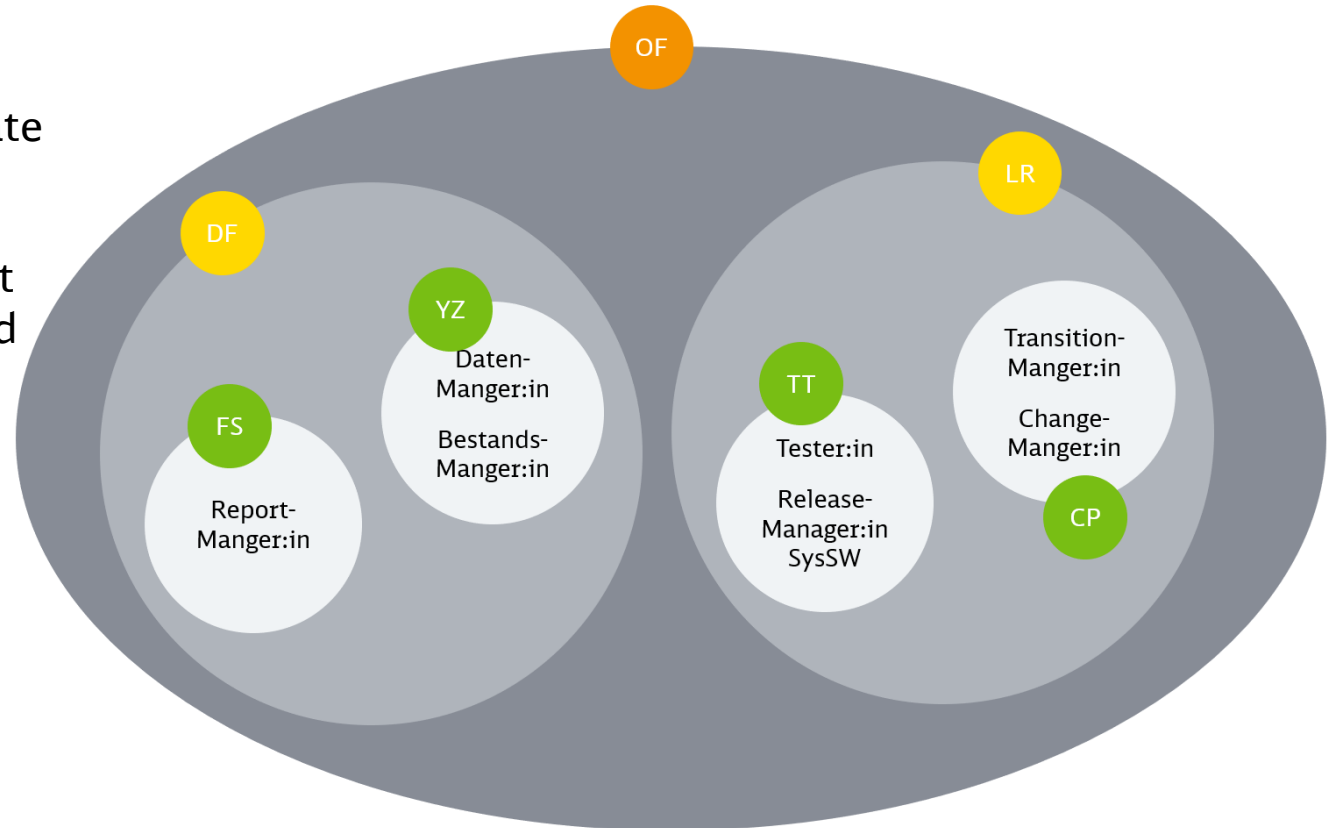 OF
te
t
d
DF
YZ
Daten-
Manger:in
Bestands-
Manger:in
FS
Report-
Manger:in
LR
TT
Tester:in
Release-
Manager:in
SysSW
Transition-
Manger:in
Change-
Manger:in
CP